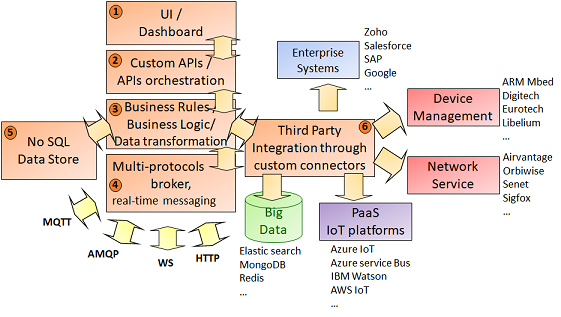 1
UI /
Dashboard
2
Custom APIs /
APIs orchestration
3
Business Rules,
Business Logic/
Data transformation
Multi-protocols
4
broker,
real-time messaging
5
No SQL
Data Store
MQTT
AMQP
WS
HTTP
6
Third Party
Integration through
custom connectors
Enterprise
Systems
Zoho
Salesforce
SAP
Google
...
Device
Management
ARM Mbed
Digitech
Eurotech
Libelium
...
Network
Service
Airvantage
Orbiwise
Senet
Sigfox
...
Big
Data
Elastic search
MongoDB
Redis
...
PaaS
IoT platforms
Azure IoT
Azure service Bus
IBM Watson
AWS IoT
...